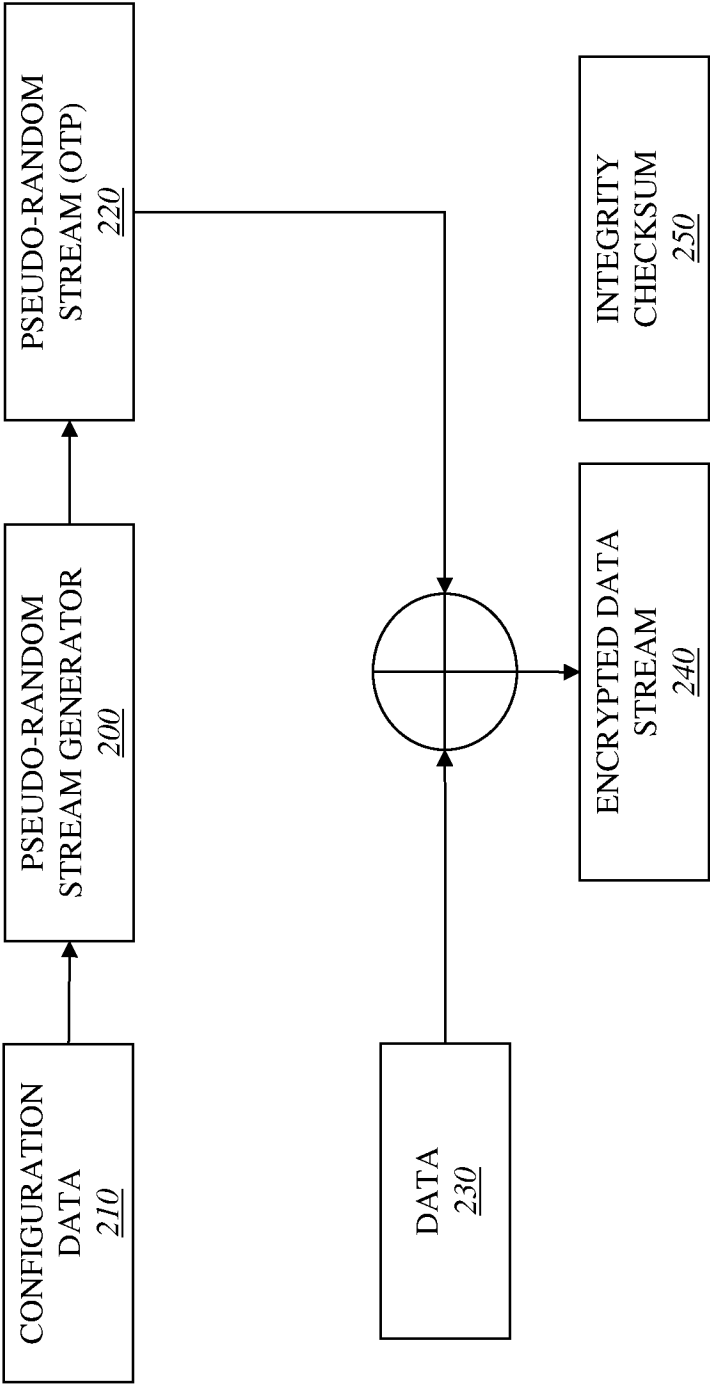 CONFIGURATION
DATA
210
PSEUDO-RANDOM
STREAM GENERATOR
200
PSEUDO-RANDOM
STREAM (OTP)
220
DATA
230
ENCRYPTED DATA
STREAM
240
INTEGRITY
CHECKSUM
250